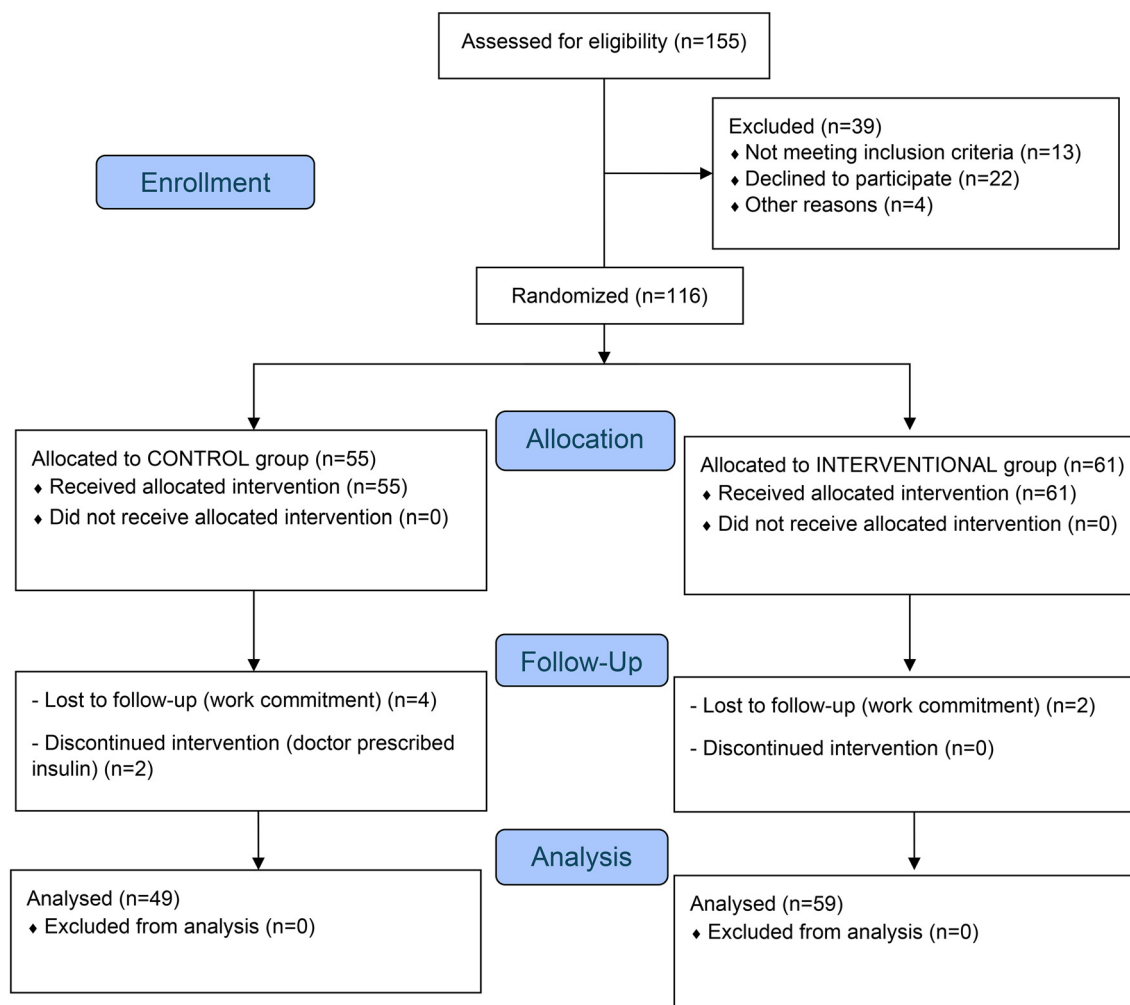 Assessed for eligibility (n=155)
Excluded (n=39)
♦ Not meeting inclusion criteria (n=13)
♦ Declined to participate (n=22)
♦ Other reasons (n=4)
Enrollment
Randomized (n=116)
Allocation
Allocated to CONTROL group (n=55)
♦ Received allocated intervention (n=55)
♦ Did not receive allocated intervention (n=0)
Allocated to INTERVENTIONAL group (n=61)
♦ Received allocated intervention (n=61)
♦ Did not receive allocated intervention (n=0)
Follow-Up
- Lost to follow-up (work commitment) (n=4)
- Discontinued intervention (doctor prescribed
insulin) (n=2)
- Lost to follow-up (work commitment) (n=2)
- Discontinued intervention (n=0)
Analysis
Analysed (n=49)
♦ Excluded from analysis (n=0)
Analysed (n=59)
♦ Excluded from analysis (n=0)